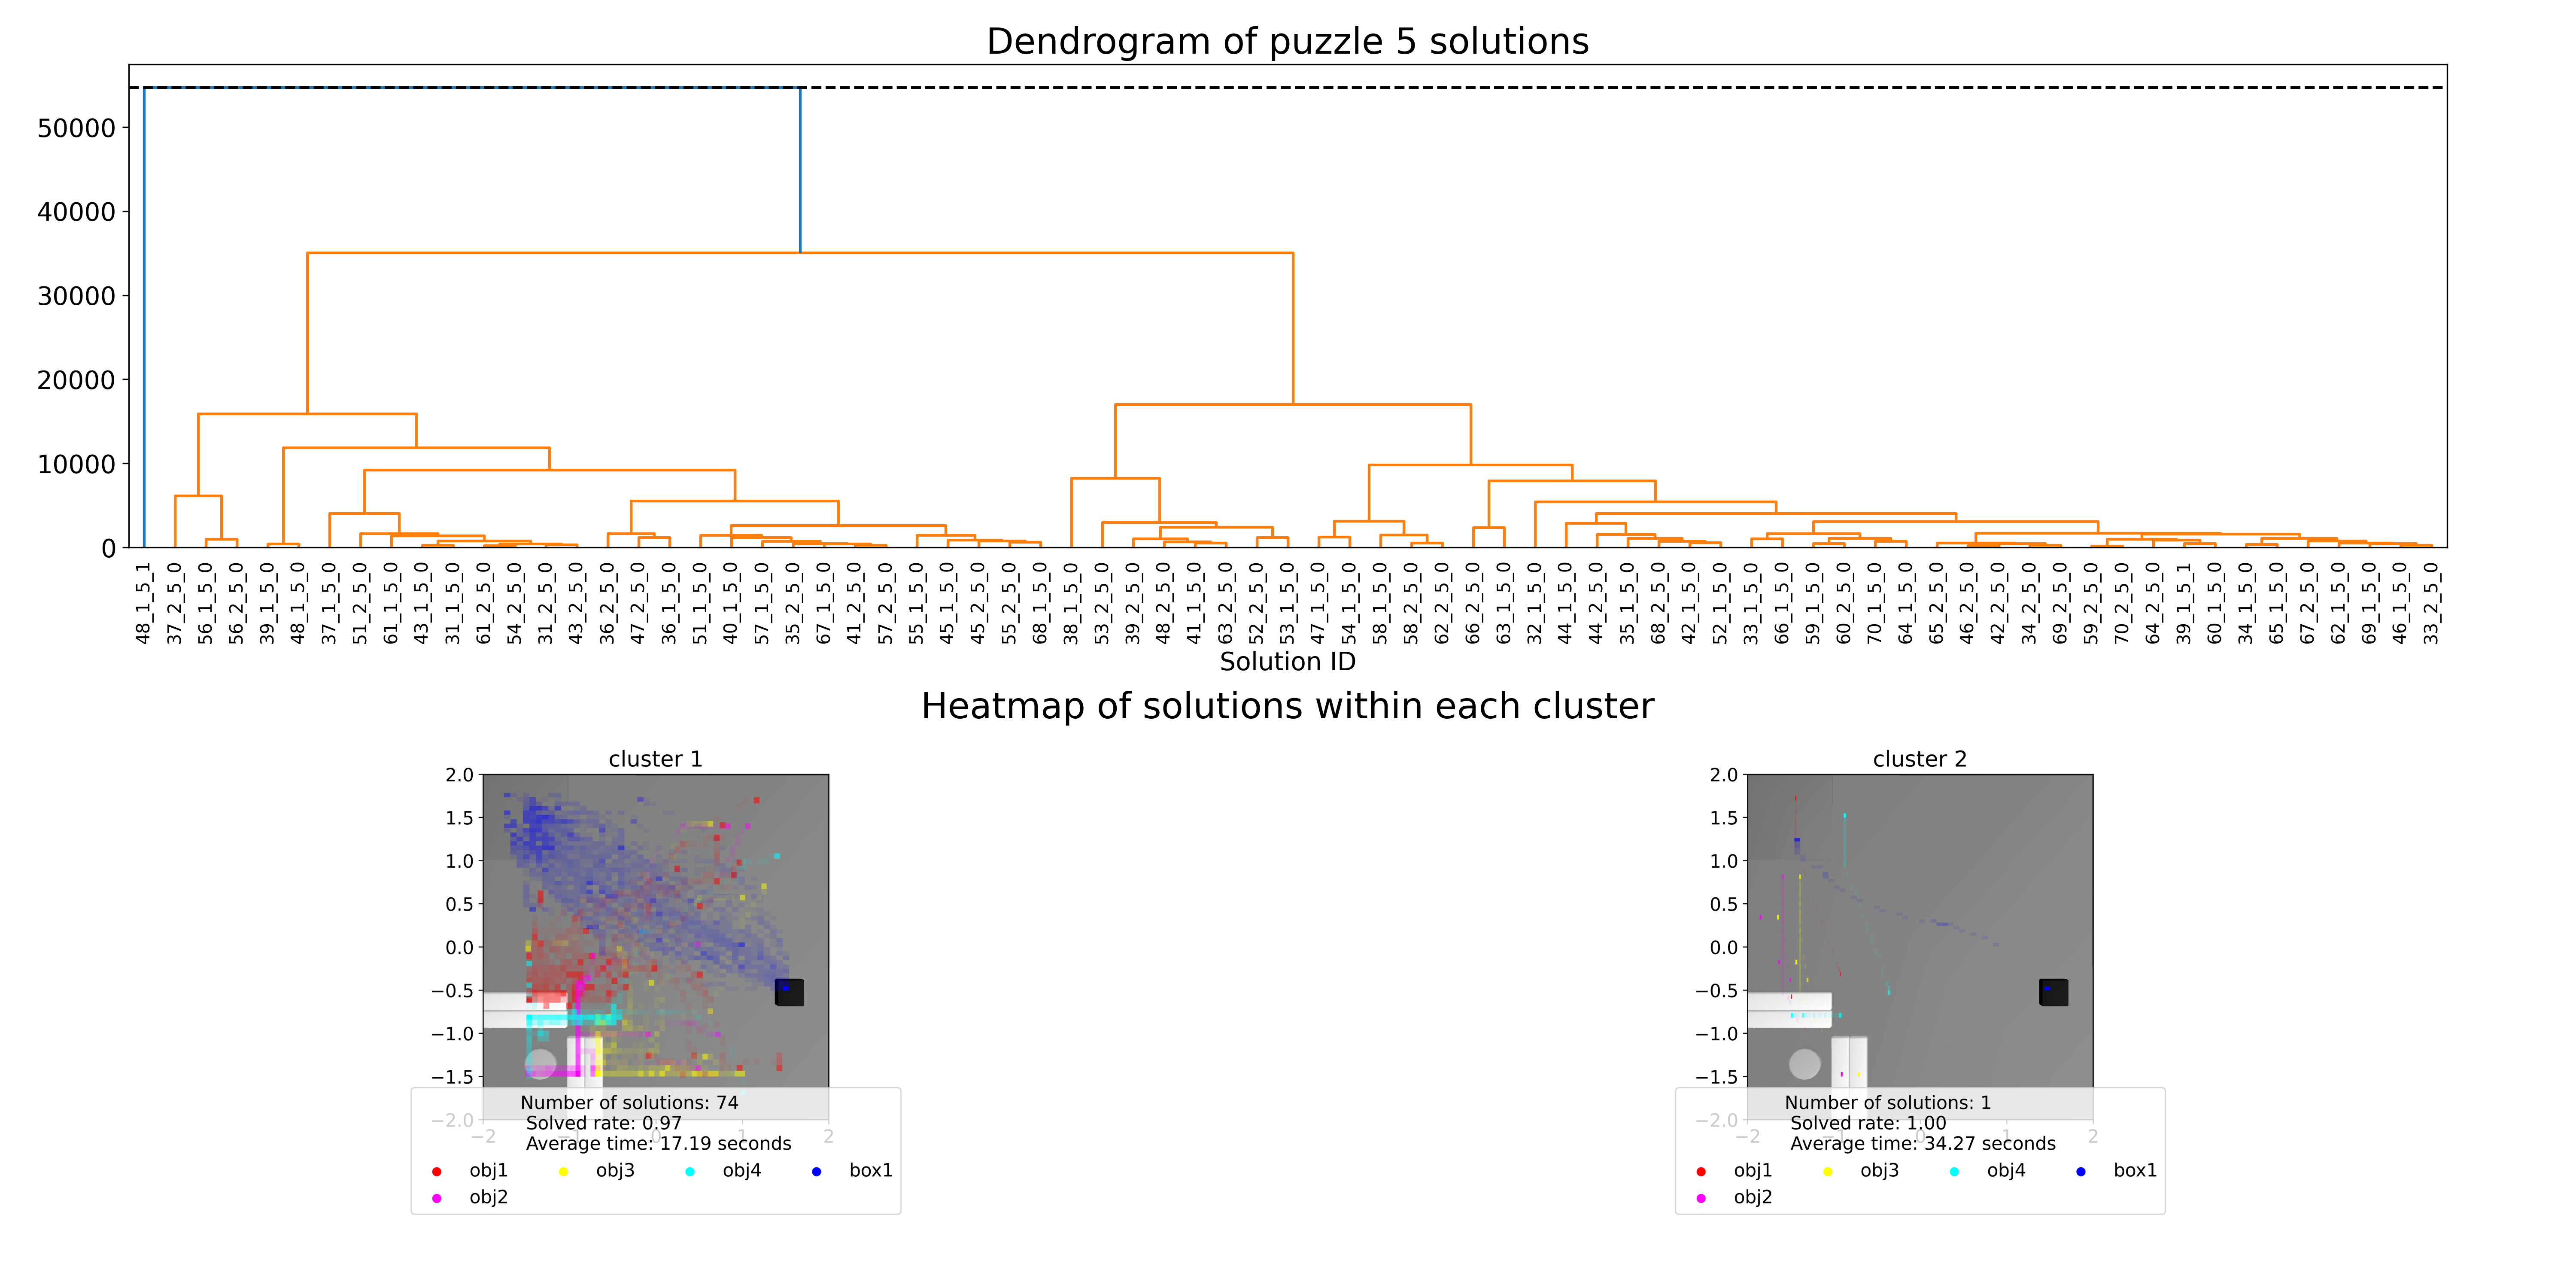 Dendrogram of puzzle 5 solutions
50000
40000
30000
20000
10000
0
48_1_5_1 37_2_5_0 56_1_5_0 56_2_5_0 39_1_5_0 48_1_5_0 37_1_5_0 51_2_5_0 61_1_5_0 43_1_5_0 31_1_5_0 61_2_5_0 54_2_5_0 31_2_5_0 43_2_5_0 36_2_5_0 47_2_5_0 36_1_5_0 51_1_5_0 40_1_5_0 57_1_5_0 35_2_5_0 67_1_5_0 41_2_5_0 57_2_5_0 55_1_5_0 45_1_5_0 45_2_5_0 55_2_5_0 68_1_5_0 38_1_5_0 53_2_5_0 39_2_5_0 48_2_5_0 41_1_5_0 63_2_5_0 52_2_5_0 53_1_5_0 47_1_5_0 54_1_5_0 58_1_5_0 58_2_5_0 62_2_5_0 66_2_5_0 63_1_5_0 32_1_5_0 44_1_5_0 44_2_5_0 35_1_5_0 68_2_5_0 42_1_5_0 52_1_5_0 33_1_5_0 66_1_5_0 59_1_5_0 60_2_5_0 70_1_5_0 64_1_5_0 65_2_5_0 46_2_5_0 42_2_5_0 34_2_5_0 69_2_5_0 59_2_5_0 70_2_5_0 64_2_5_0 39_1_5_1 60_1_5_0 34_1_5_0 65_1_5_0 67_2_5_0 62_1_5_0 69_1_5_0 46_1_5_0 33_2_5_0
Solution ID
Heatmap of solutions within each cluster
cluster 1
2.0
1.5
1.0
0.5
0.0
−0.5
−1.0
−1.5
−2.0
−2 −1 0 1 2
Number of solutions: 74
Solved rate: 0.97
Average time: 17.19 seconds
obj1 obj3 obj4 box1
obj2
cluster 2
2.0
1.5
1.0
0.5
0.0
−0.5
−1.0
−1.5
−2.0
−2 −1 0 1 2
Number of solutions: 1
Solved rate: 1.00
Average time: 34.27 seconds
obj1 obj3 obj4 box1
obj2